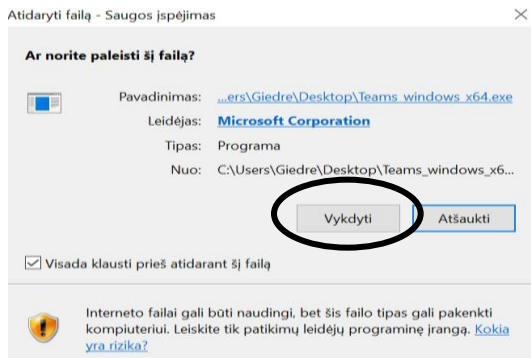 Atidaryti failą - Saugos įspėjimas
Ar norite paleisti šį failą?
Pavadinimas: ...ers\Giedre\Desktop\Teams_windows_x64.exe
Leidėjas: Microsoft Corporation
Tipas: Programa
Nuo: C:\Users\Giedre\Desktop\Teams_windows_x6...
Vykdyti Atšaukti
Visada klausti prieš atidarant šį failą
Interneto failai gali būti naudingi, bet šis failo tipas gali pakenkti
kompiuteriui. Leiskite tik patikimų leidėjų programinę įrangą. Kokia
yra rizika?